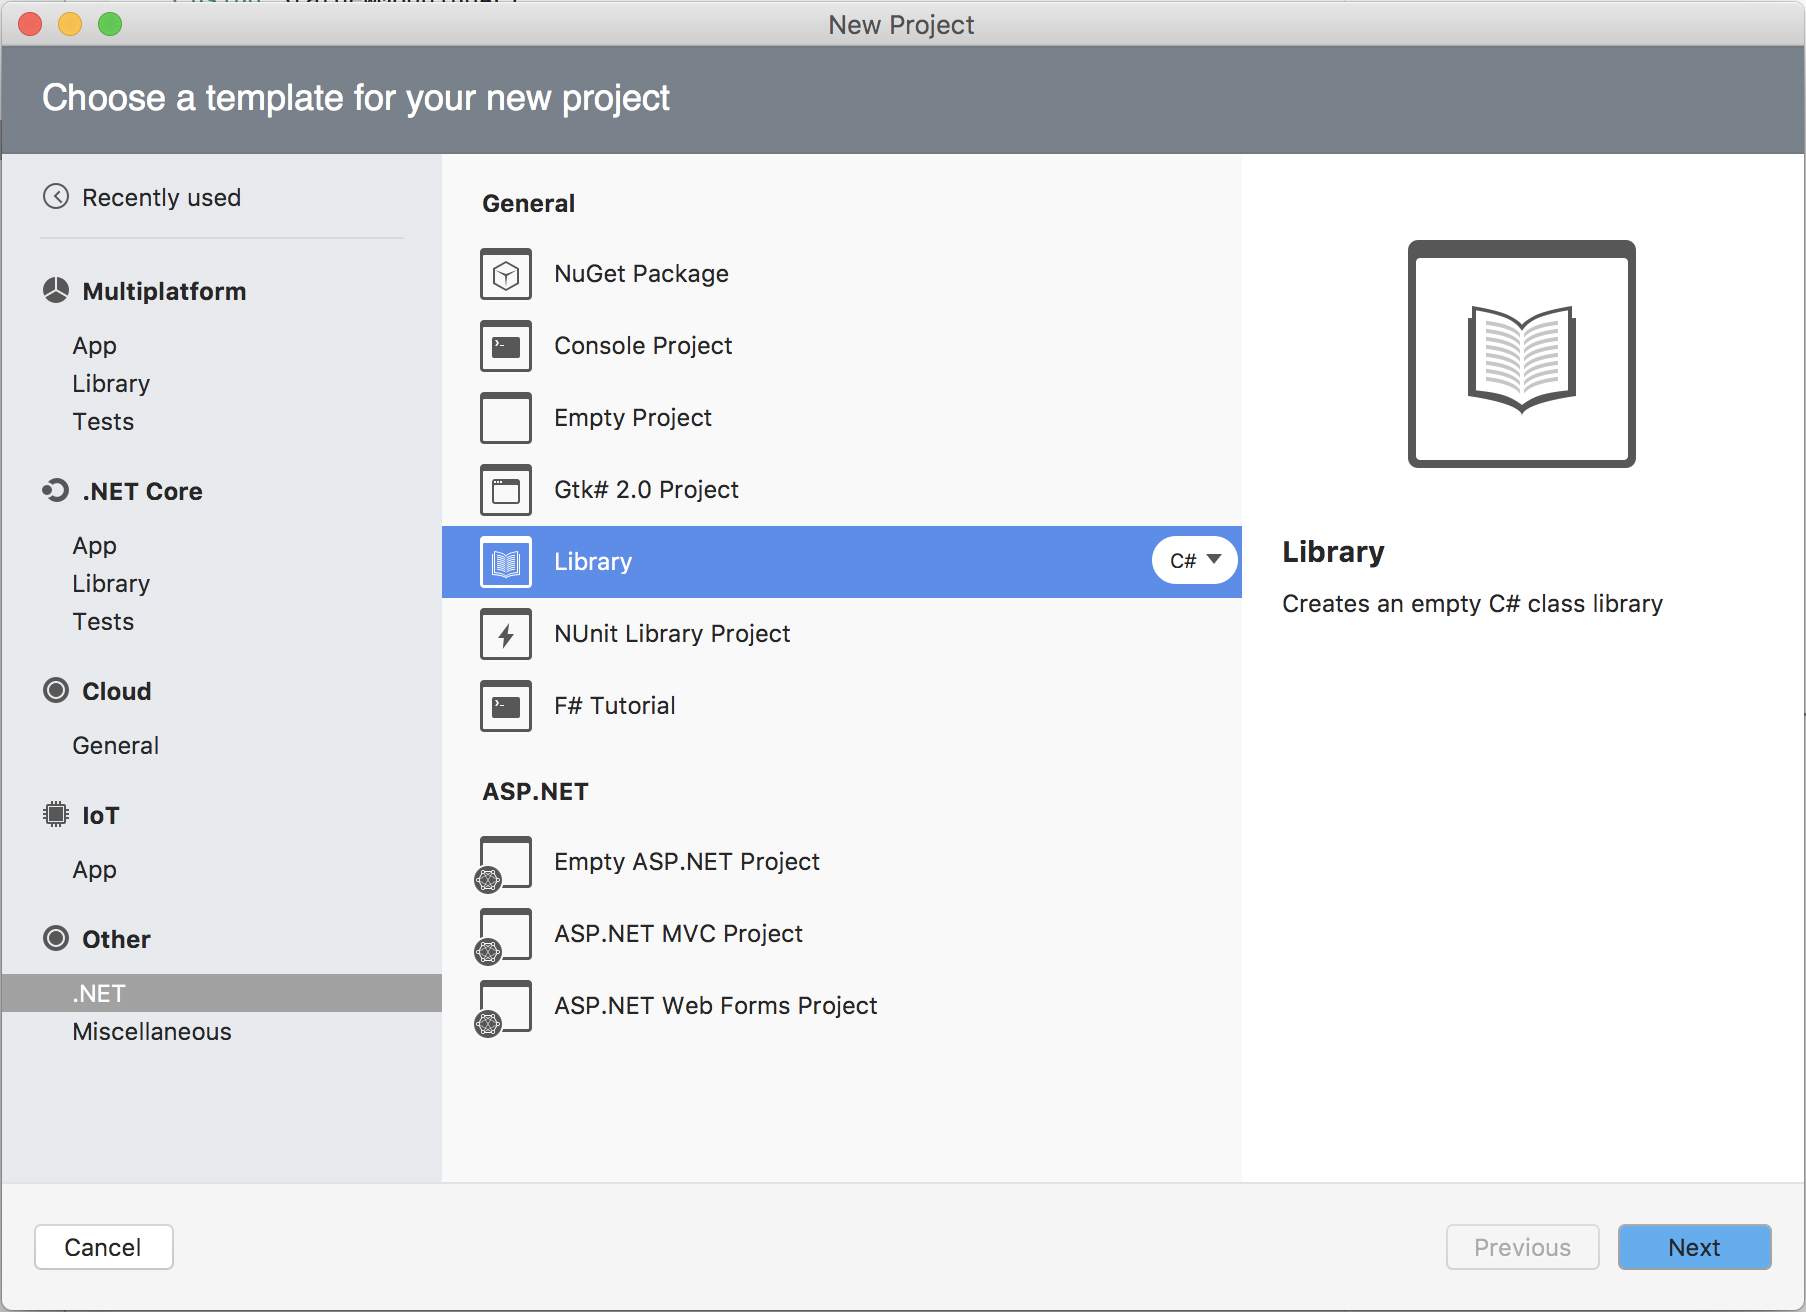 New Project
Choose a template for your new project
Recently used
Multiplatform
App
Library
Tests
.NET Core
App
Library
Tests
Cloud
General
IoT
App
Other
.NET
Miscellaneous
General
NuGet Package
Console Project
Empty Project
Gtk# 2.0 Project
Library C#
NUnit Library Project
F# Tutorial
ASP.NET
Empty ASP.NET Project
ASP.NET MVC Project
ASP.NET Web Forms Project
Library
Creates an empty C# class library
Cancel
Previous
Next